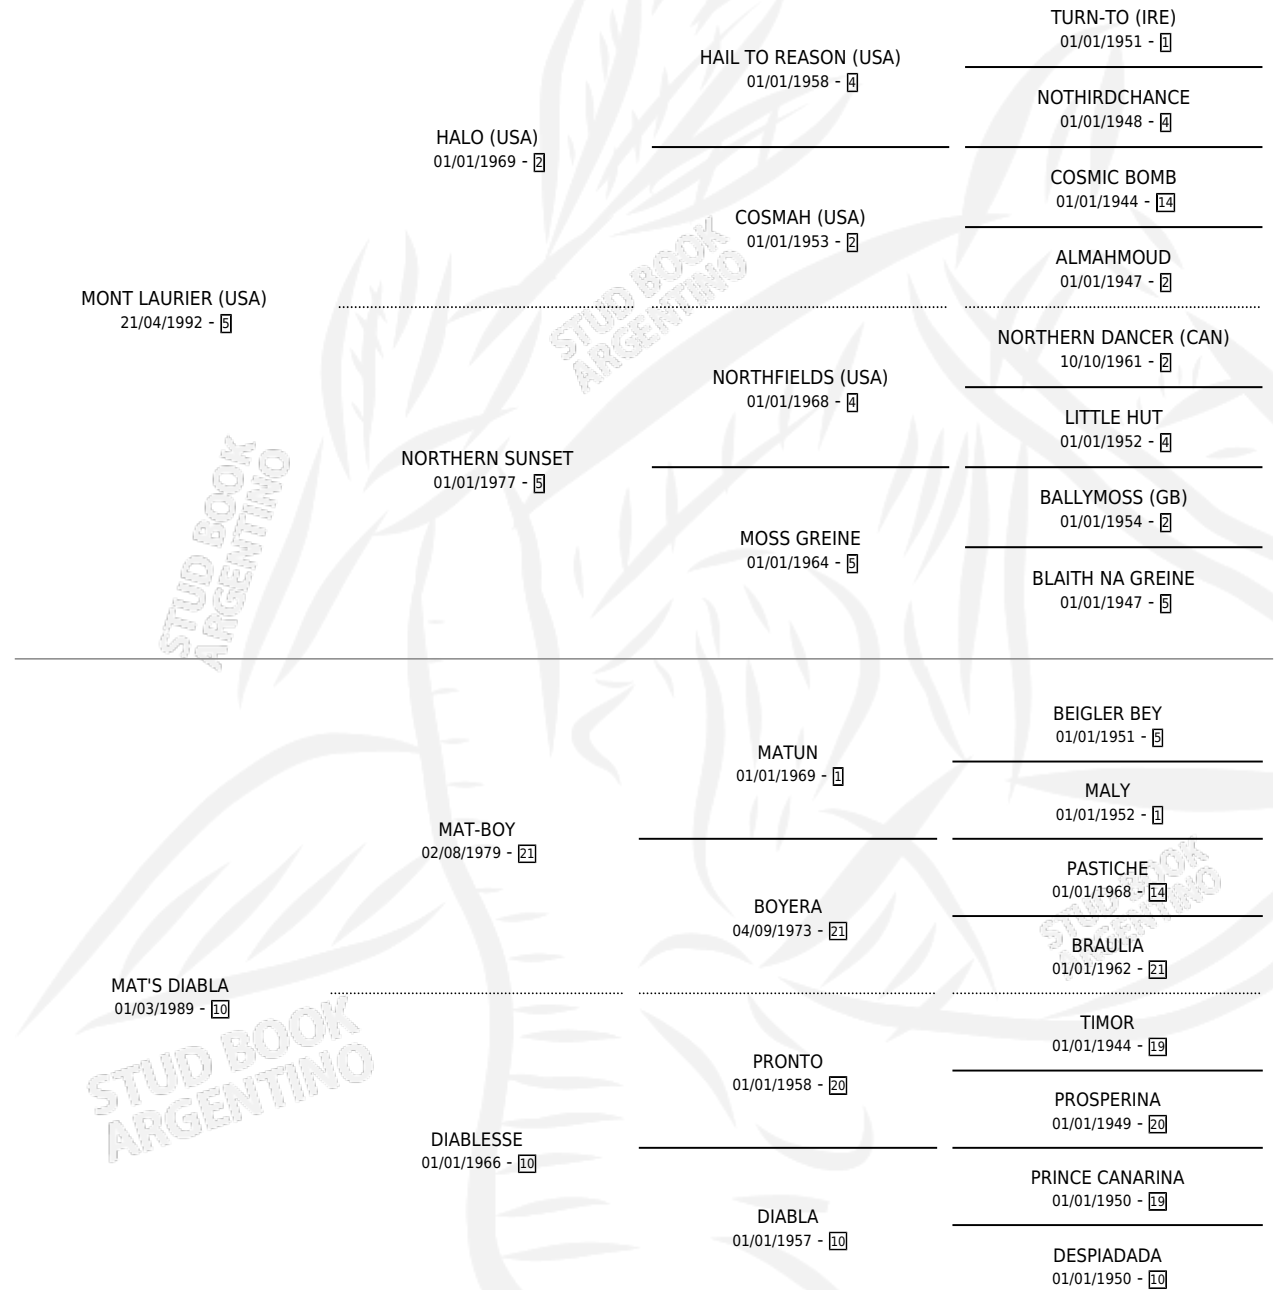 TURN-TO (IRE)
01/01/1951 - 1
HAIL TO REASON (USA)
01/01/1958 - 4
NOTHIRDCHANCE
01/01/1948 - 4
HALO (USA)
01/01/1969 - 2
COSMIC BOMB
01/01/1944 - 14
COSMAH (USA)
01/01/1953 - 2
ALMAHMOUD
01/01/1947 - 2
MONT LAURIER (USA)
21/04/1992 - 5
NORTHERN DANCER (CAN)
10/10/1961 - 2
NORTHFIELDS (USA)
01/01/1968 - 4
LITTLE HUT
01/01/1952 - 4
NORTHERN SUNSET
01/01/1977 - 5
BALLYMOSS (GB)
01/01/1954 - 2
MOSS GREINE
01/01/1964 - 5
BLAITH NA GREINE
01/01/1947 - 5
BEIGLER BEY
01/01/1951 - 5
MATUN
01/01/1969 - 1
MALY
01/01/1952 - 1
MAT-BOY
02/08/1979 - 21
PASTICHE
01/01/1968 - 14
BOYERA
04/09/1973 - 21
BRAULIA
01/01/1962 - 21
MAT'S DIABLA
01/03/1989 - 10
TIMOR
01/01/1944 - 19
PRONTO
01/01/1958 - 20
PROSPERINA
01/01/1949 - 20
DIABLESSE
01/01/1966 - 10
PRINCE CANARINA
01/01/1950 - 19
DIABLA
01/01/1957 - 10
DESPIADADA
01/01/1950 - 10
STUD BOOK
ARGENTINO
STUD BOOK
ARGENTINO
STUD BOOK
ARGENTINO
STUD BOOK
ARGENTINO